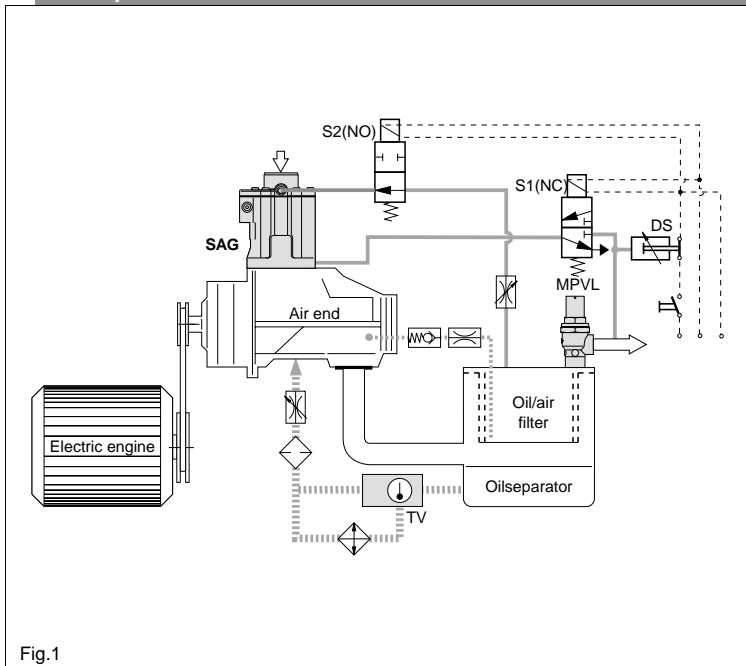 S2(NO)
S1(NC)
DS
SAG
MPVL
Air end
Oil/air
filter
Electric engine
Oilseparator
TV
Fig.1